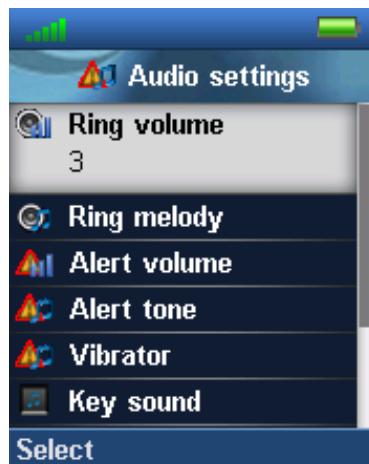 Audio settings
Ring volume
3
Ring melody
Alert volume
Alert tone
Vibrator
Key sound
Select